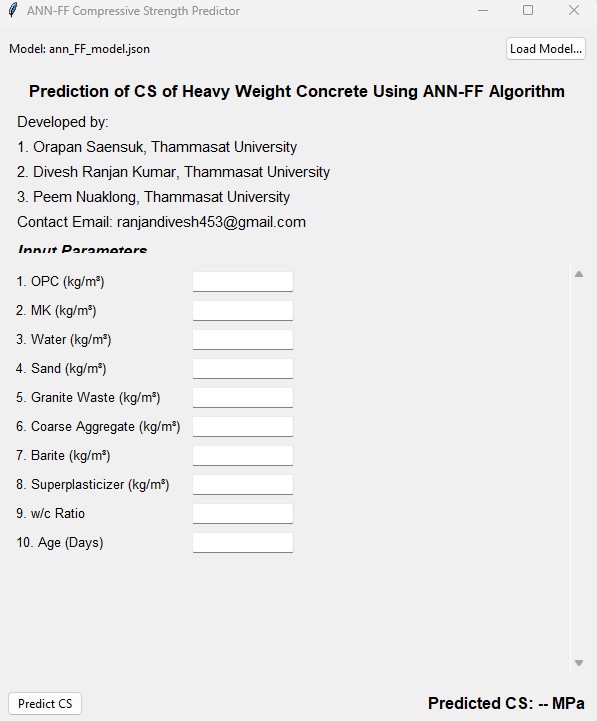 ANN-FF Compressive Strength Predictor
Model: ann_FF_model.json
Load Model...
Prediction of CS of Heavy Weight Concrete Using ANN-FF Algorithm
Developed by:
1. Orapan Saensuk, Thammasat University
2. Divesh Ranjan Kumar, Thammasat University
3. Peem Nuaklong, Thammasat University
Contact Email: ranjandivesh453@gmail.com
Input Parameters
1. OPC (kg/m³)
2. MK (kg/m³)
3. Water (kg/m³)
4. Sand (kg/m³)
5. Granite Waste (kg/m³)
6. Coarse Aggregate (kg/m³)
7. Barite (kg/m³)
8. Superplasticizer (kg/m³)
9. w/c Ratio
10. Age (Days)
Predict CS
Predicted CS: -- MPa